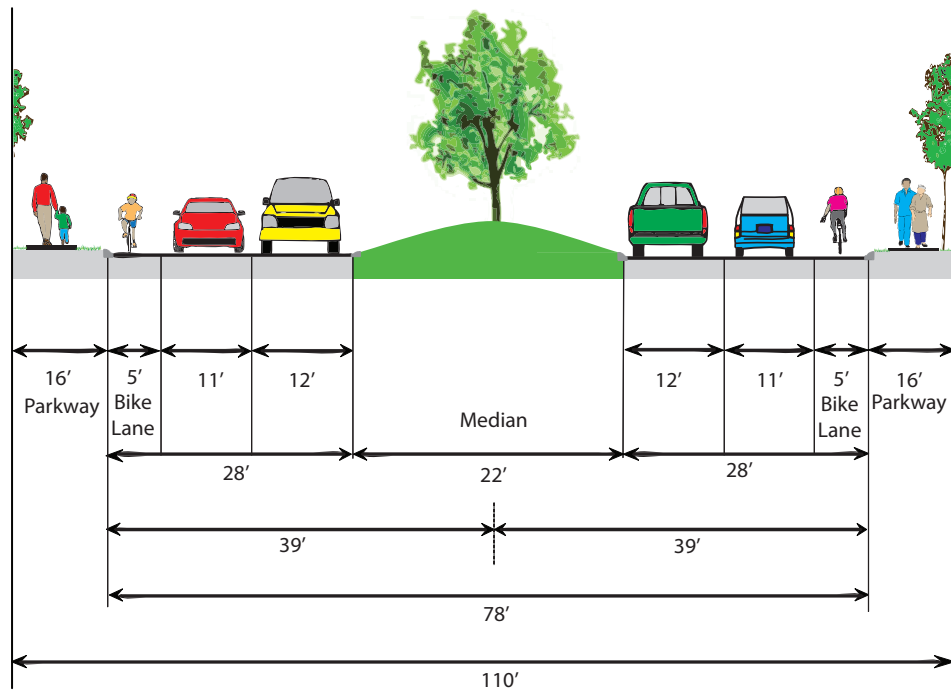 16’
Parkway
5’
Bike
Lane
11’
12’
Median
12’
11’
5’
Bike
Lane
16’
Parkway
28’
22’
28’
39’
39’
78’
110’